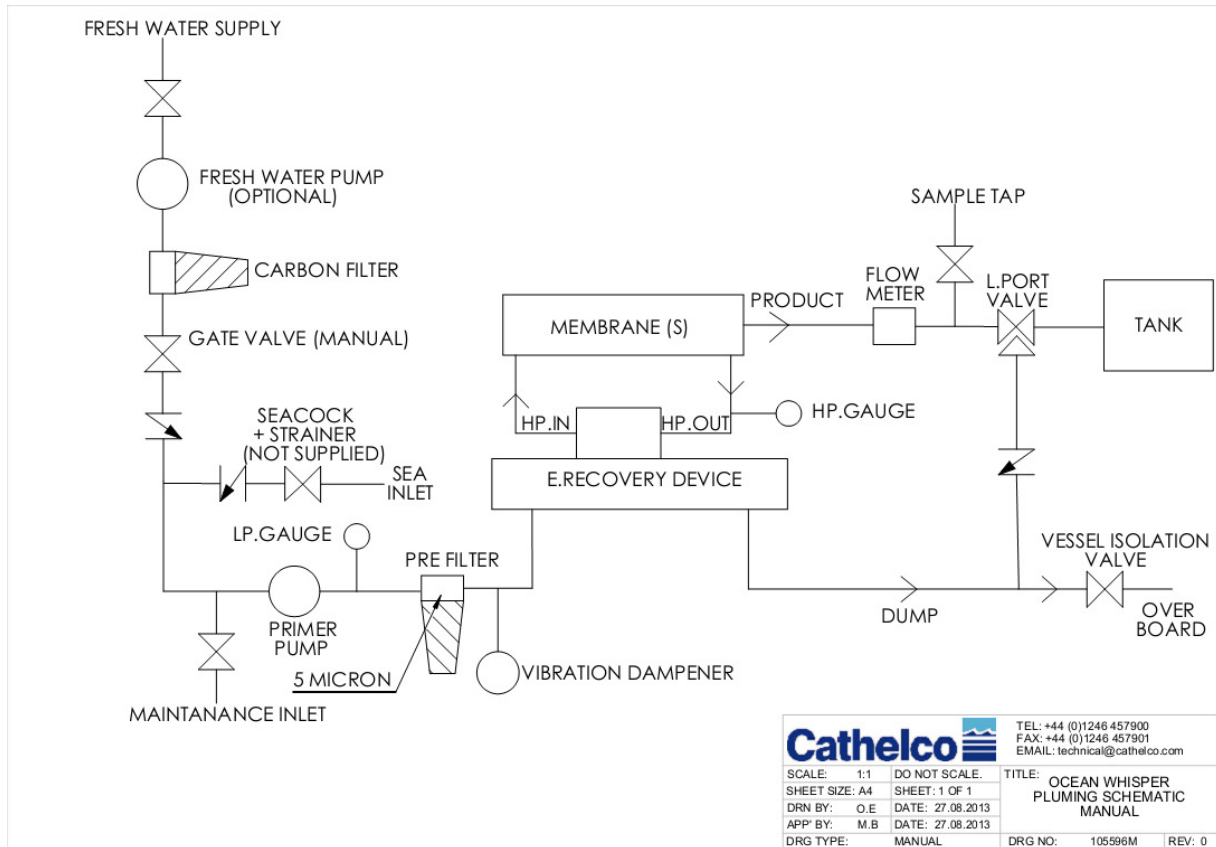 FRESH WATER SUPPLY
FRESH WATER PUMP
(OPTIONAL)
CARBON FILTER
GATE VALVE (MANUAL)
SEACOCK
+ STRAINER
(NOT SUPPLIED)
SEA
INLET
LP.GAUGE
PRE FILTER
PRIMER
PUMP
5 MICRON
VIBRATION DAMPENER
MAINTANANCE INLET
MEMBRANE (S)
PRODUCT
HP.IN
HP.OUT
HP.GAUGE
E.RECOVERY DEVICE
FLOW
METER
SAMPLE TAP
L.PORT
VALVE
TANK
DUMP
VESSEL ISOLATION
VALVE
OVER
BOARD
Cathelco
TEL: +44 (0)1246 457900
FAX: +44 (0)1246 457901
EMAIL: technical@cathelco.com
SCALE: 1:1 DO NOT SCALE.
SHEET SIZE: A4 SHEET: 1 OF 1
DRN BY: O.E DATE: 27.08.2013
APP' BY: M.B DATE: 27.08.2013
DRG TYPE: MANUAL
TITLE: OCEAN WHISPER
PLUMING SCHEMATIC
MANUAL
DRG NO: 105596M REV: 0